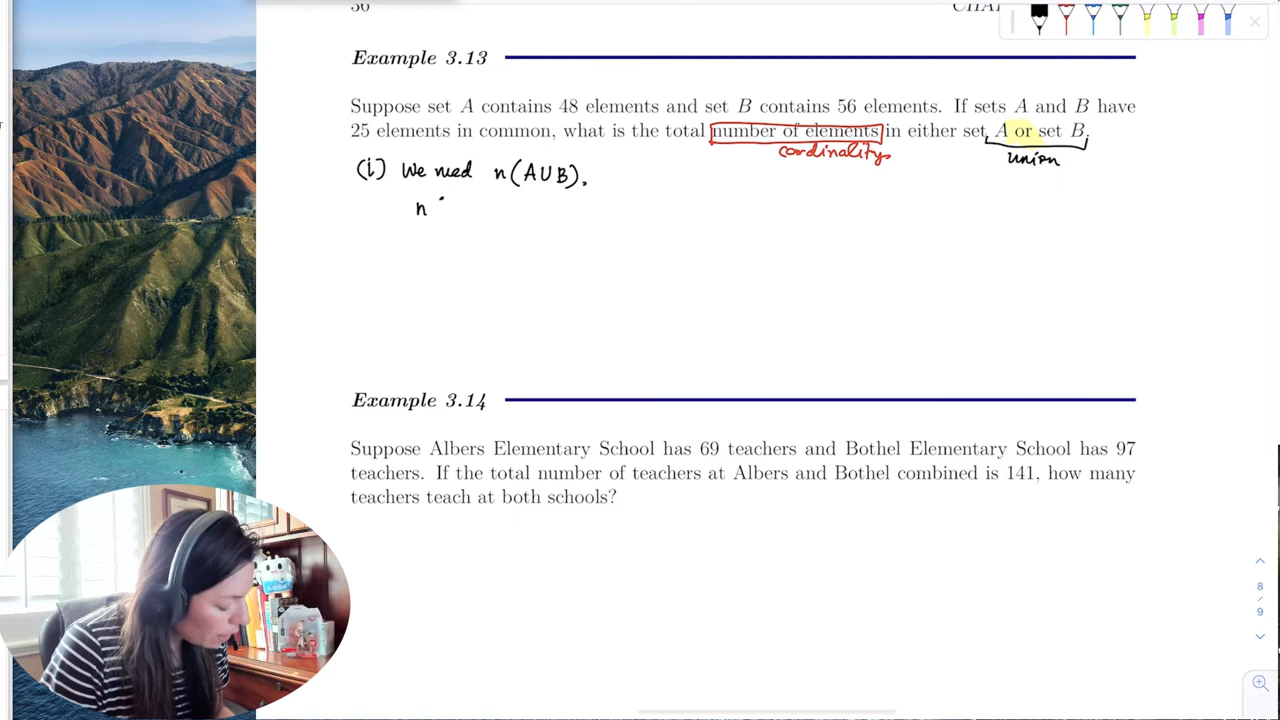 36
Example 3.13
Suppose set A contains 48 elements and set B contains 56 elements. If sets A and B have
25 elements in common, what is the total number of elements in either set A or set B.
cardinality
union
(i) We need n(A∪B).
n
Example 3.14
Suppose Albers Elementary School has 69 teachers and Bothel Elementary School has 97
teachers. If the total number of teachers at Albers and Bothel combined is 141, how many
teachers teach at both schools?
8
/
9